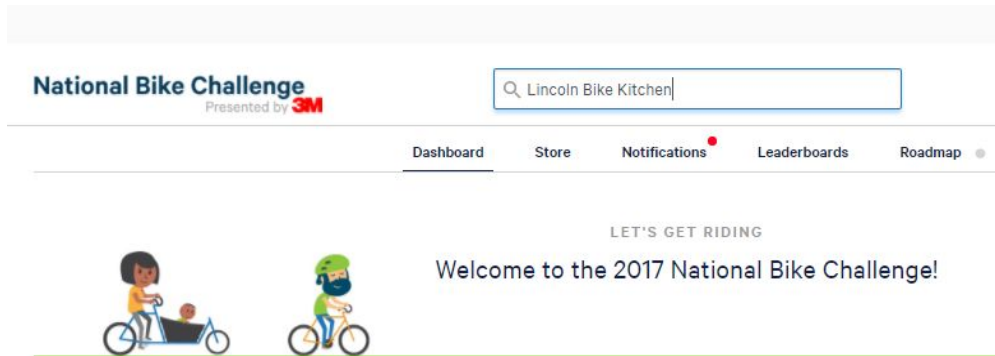 National Bike Challenge
Presented by 3M
Lincoln Bike Kitchen
Dashboard Store Notifications Leaderboards Roadmap
LET'S GET RIDING
Welcome to the 2017 National Bike Challenge!